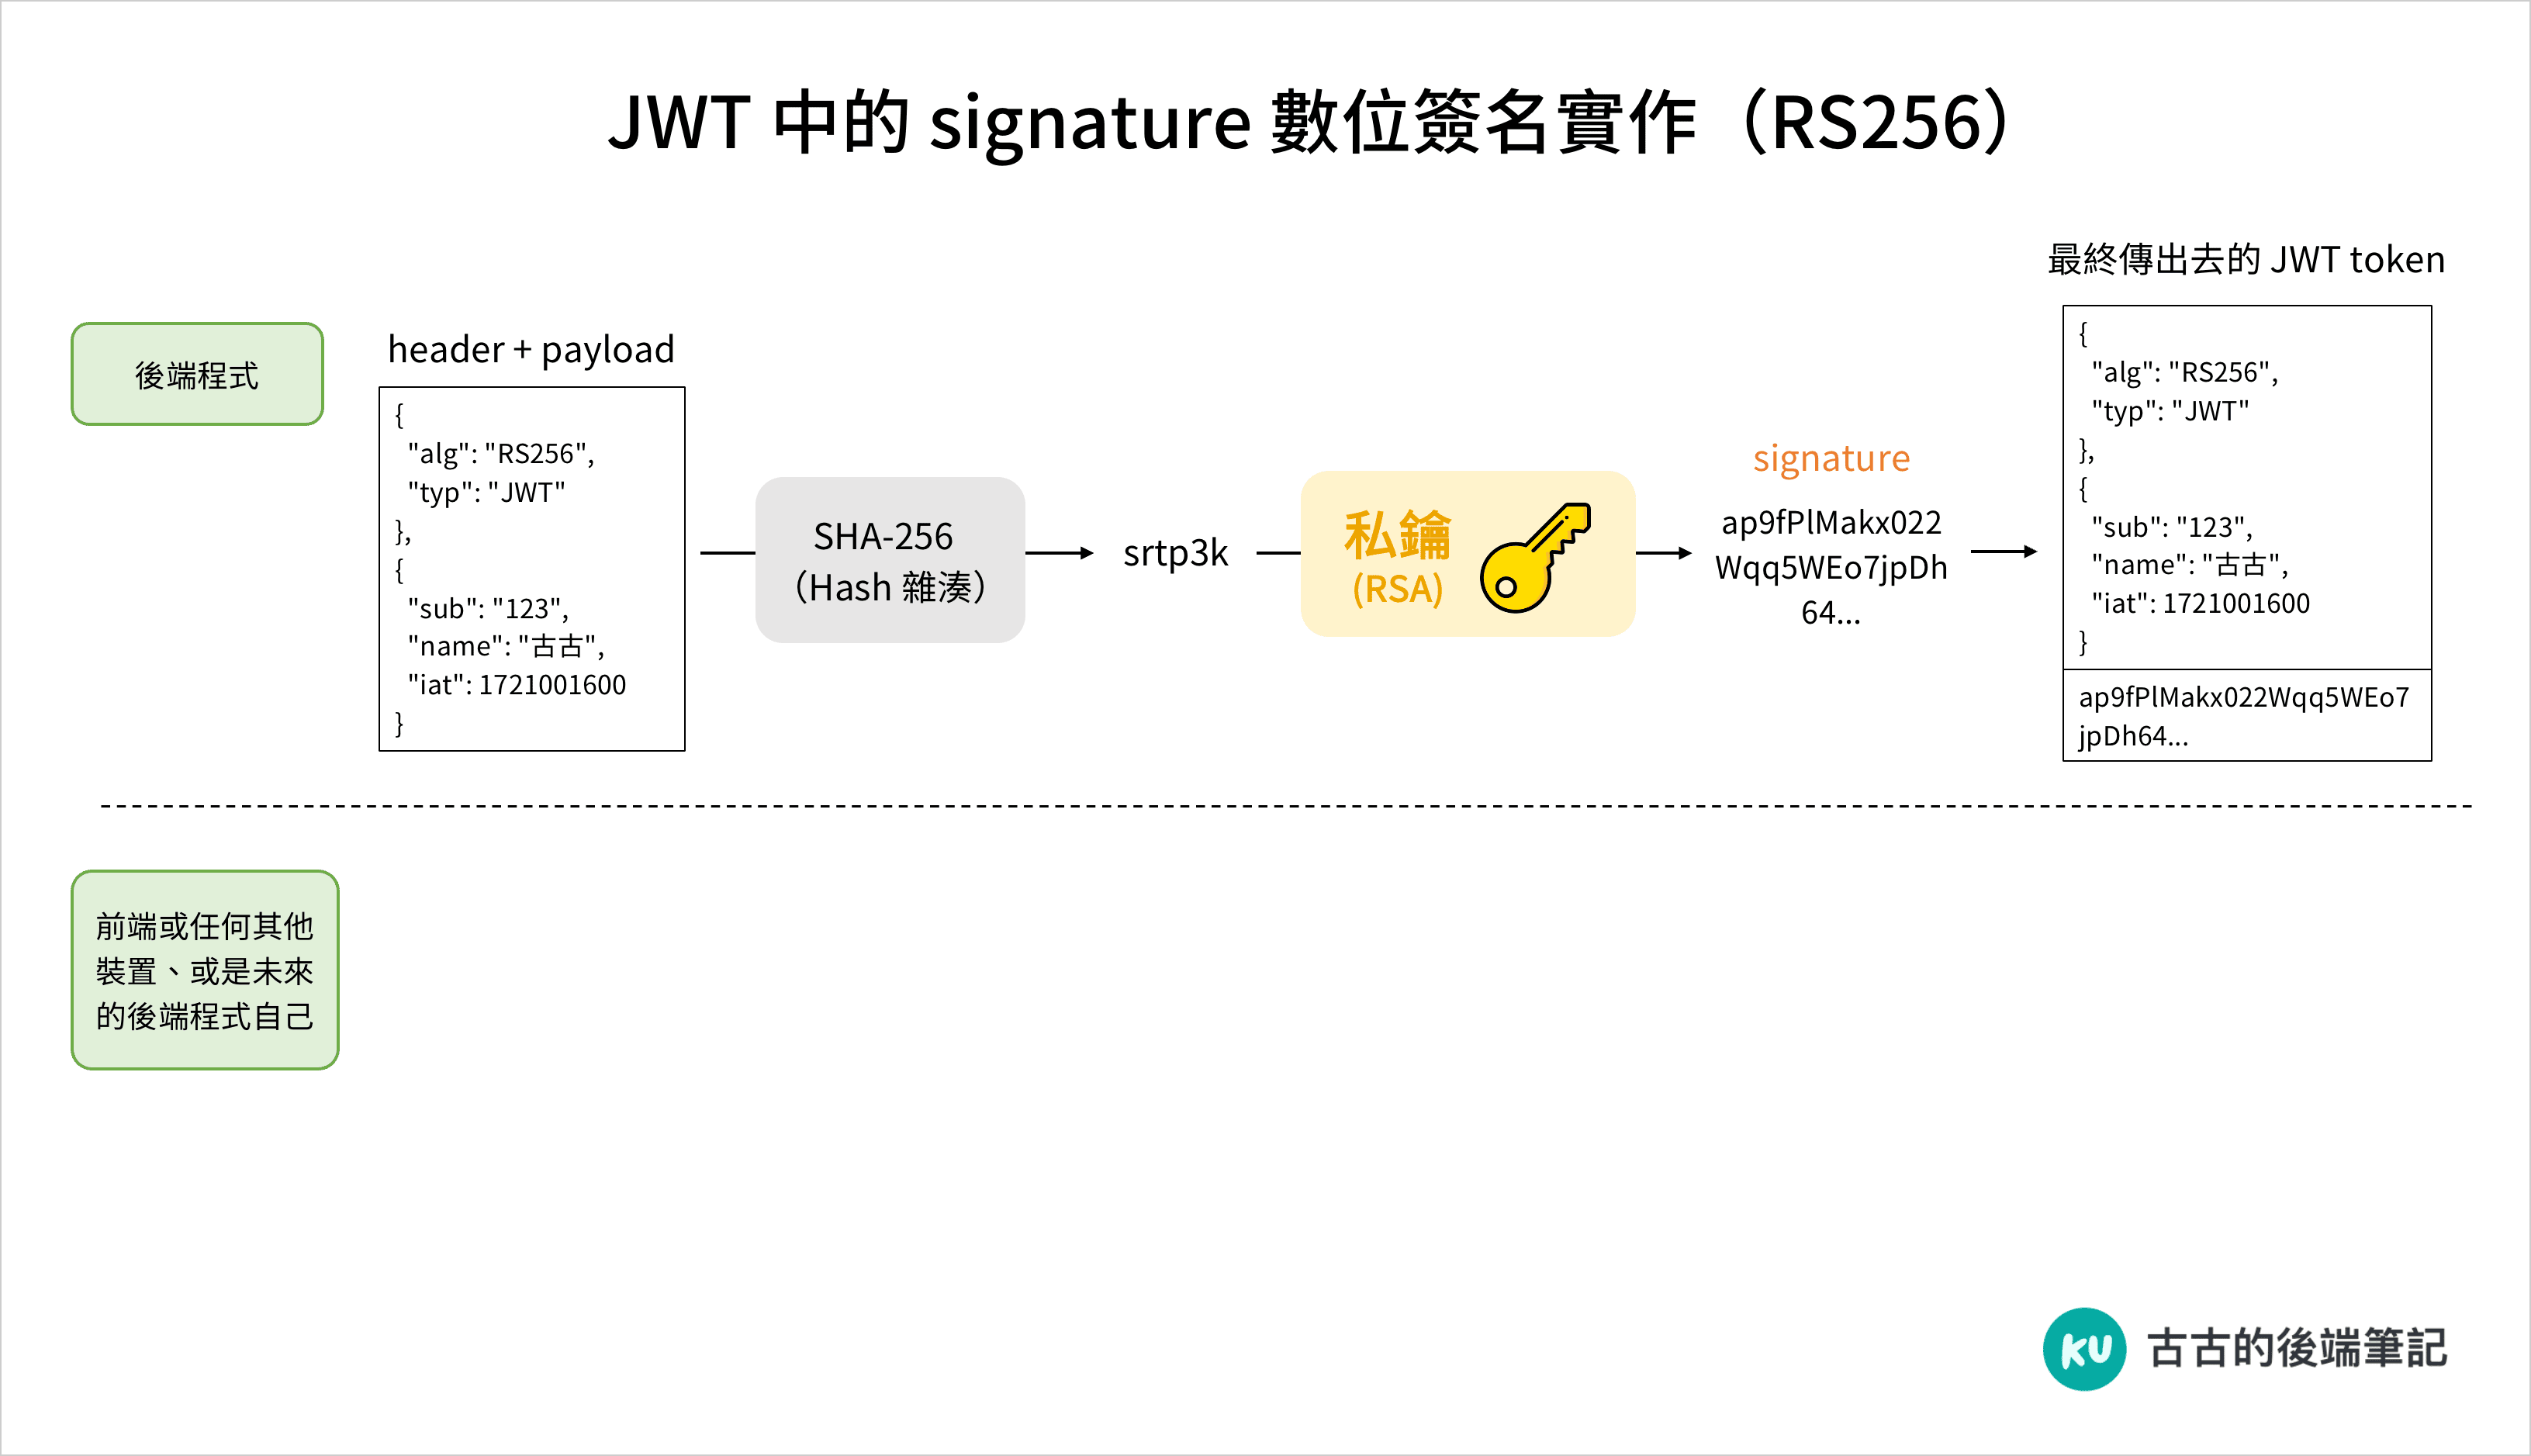 JWT 中的 signature 數位簽名實作（RS256）
後端程式
header + payload
{
"alg": "RS256",
"typ": "JWT"
},
{
"sub": "123",
"name": "古古",
"iat": 1721001600
}
SHA-256
（Hash 雜湊）
srtp3k
私鑰
(RSA)
signature
ap9fPlMakx022
Wqq5WEo7jpDh
64...
最終傳出去的 JWT token
{
"alg": "RS256",
"typ": "JWT"
},
{
"sub": "123",
"name": "古古",
"iat": 1721001600
}
ap9fPlMakx022Wqq5WEo7
jpDh64...
前端或任何其他
裝置、或是未來
的後端程式自己
KU 古古的後端筆記